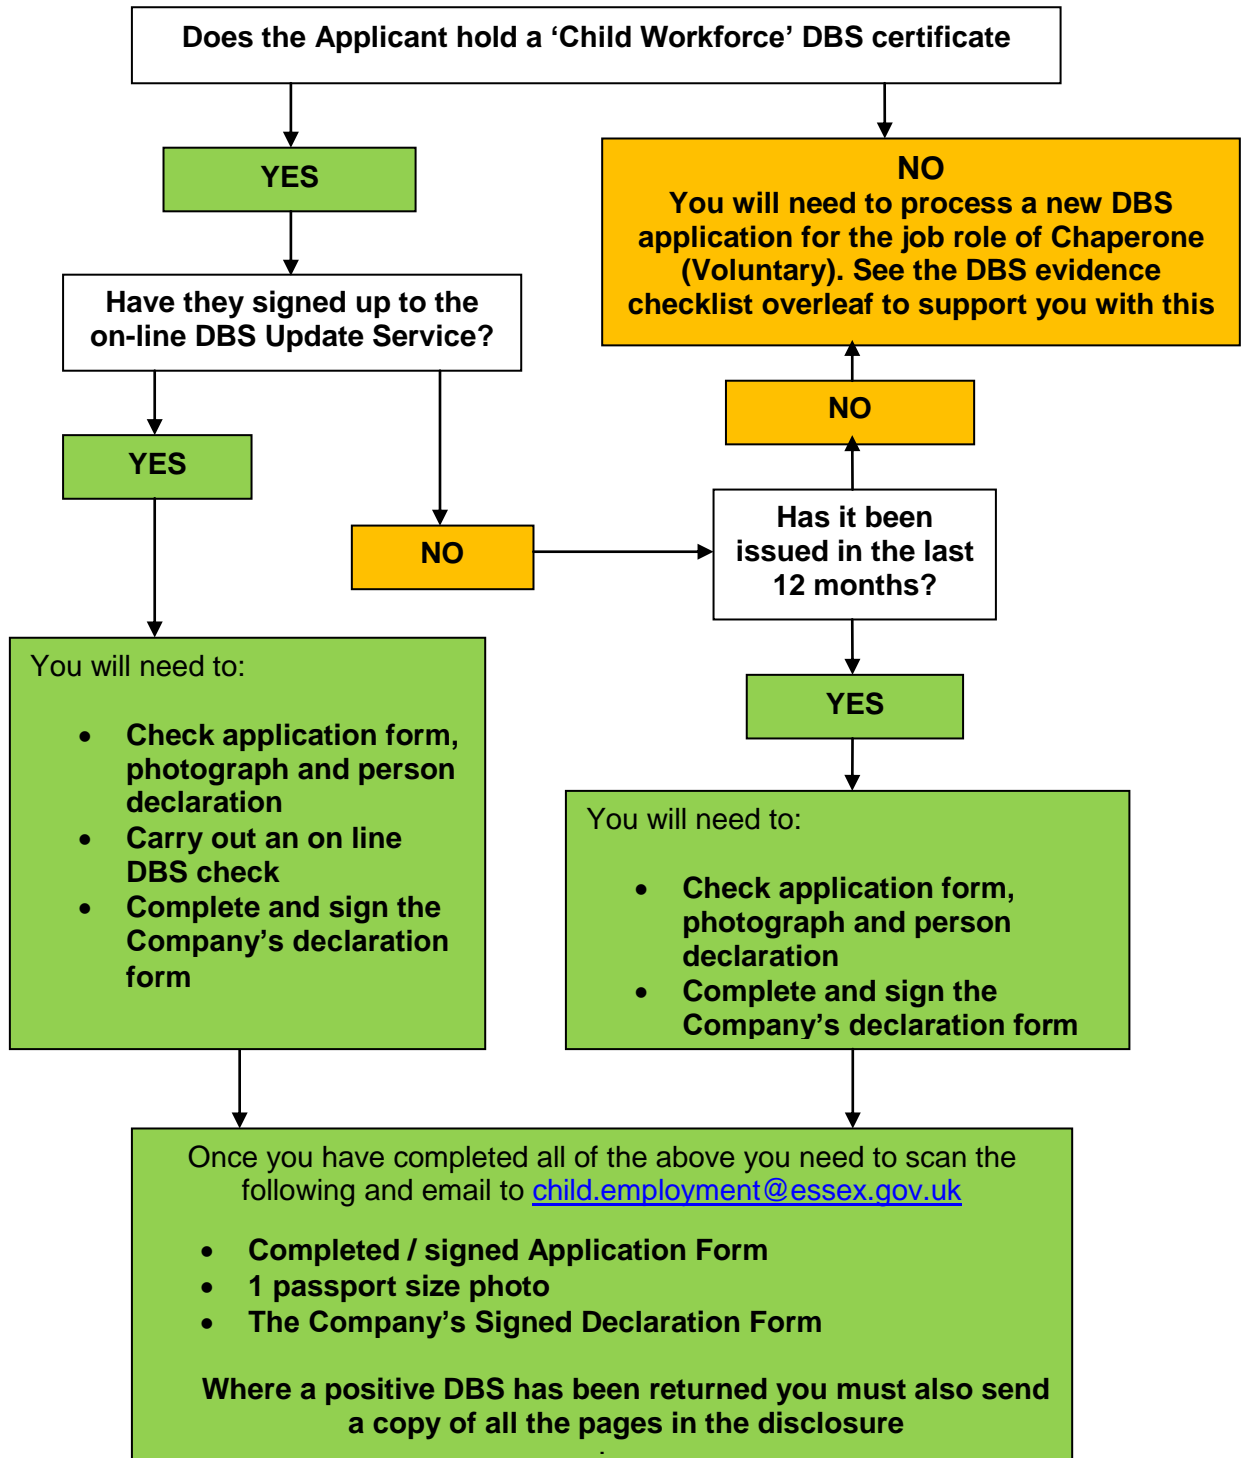 Does the Applicant hold a ‘Child Workforce’ DBS certificate
YES
NO
You will need to process a new DBS
application for the job role of Chaperone
(Voluntary). See the DBS evidence
checklist overleaf to support you with this
Have they signed up to the
on-line DBS Update Service?
NO
YES
Has it been
issued in the last
12 months?
NO
YES
You will need to:
• Check application form,
photograph and person
declaration
• Carry out an on line
DBS check
• Complete and sign the
Company’s declaration
form
You will need to:
• Check application form,
photograph and person
declaration
• Complete and sign the
Company’s declaration form
Once you have completed all of the above you need to scan the
following and email to child.employment@essex.gov.uk
• Completed / signed Application Form
• 1 passport size photo
• The Company’s Signed Declaration Form
Where a positive DBS has been returned you must also send
a copy of all the pages in the disclosure